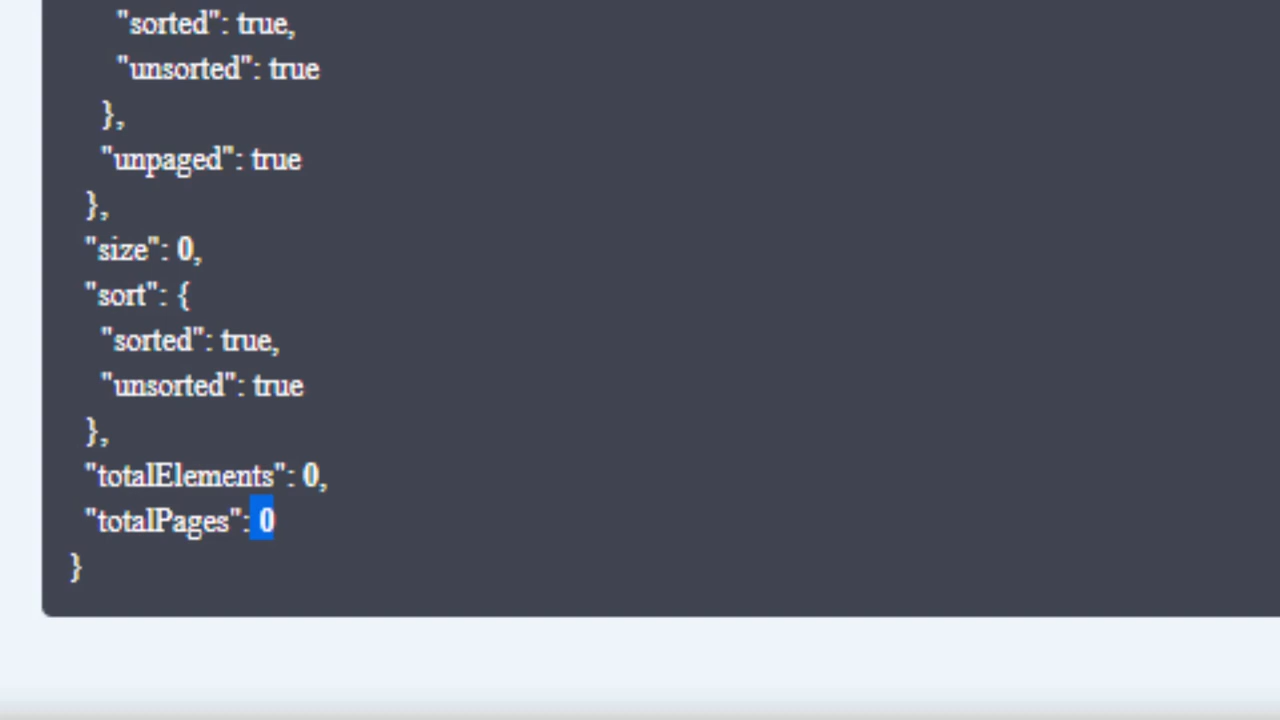 "sorted": true,
"unsorted": true
},
"unpaged": true
},
"size": 0,
"sort": {
"sorted": true,
"unsorted": true
},
"totalElements": 0,
"totalPages": 0
}